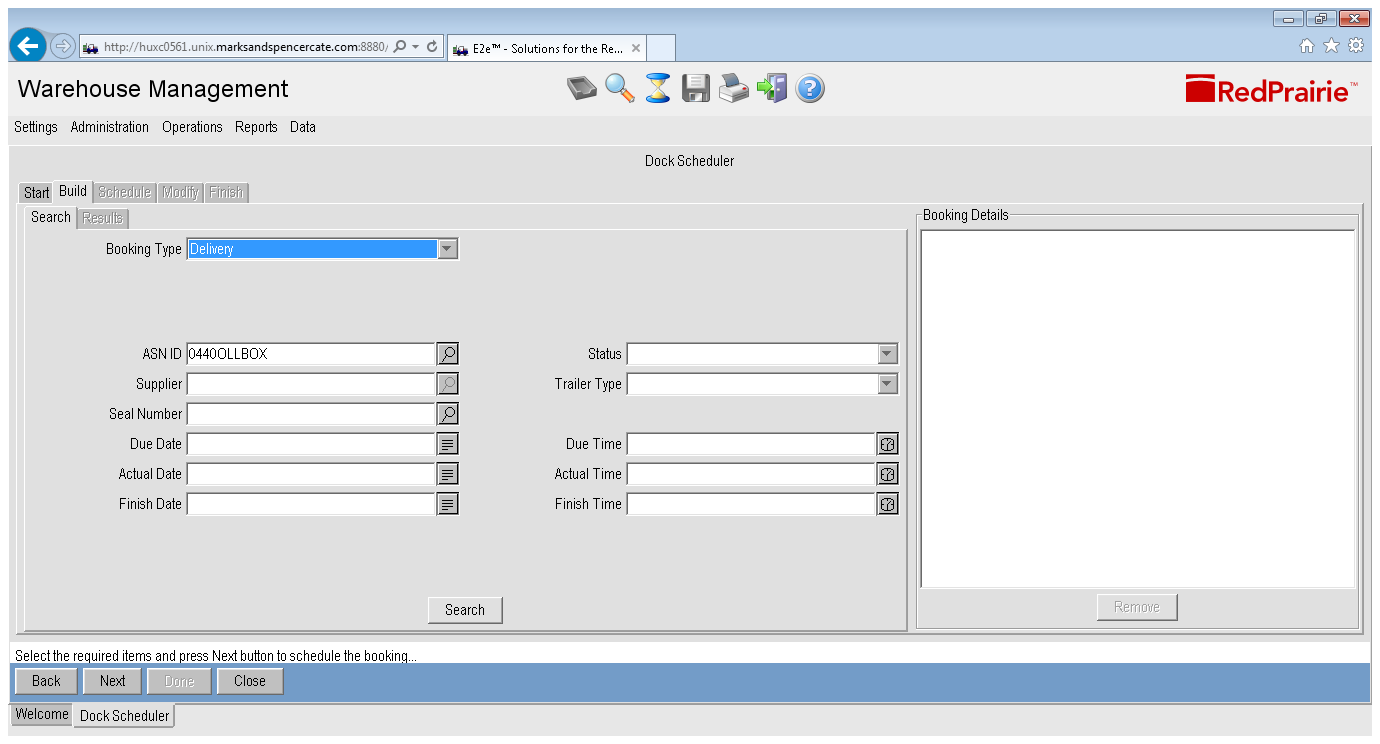 http://huxc0561.unix.marksandspencercate.com:8880/
E2e™ - Solutions for the Re...
Warehouse Management
RedPrairie™
Settings Administration Operations Reports Data
Dock Scheduler
Start Build Schedule Modify Finish
Search Results
Booking Details
Booking Type Delivery
ASN ID 0440OLLBOX Status
Supplier Trailer Type
Seal Number
Due Date Due Time
Actual Date Actual Time
Finish Date Finish Time
Search
Remove
Select the required items and press Next button to schedule the booking...
Back Next Done Close
Welcome Dock Scheduler